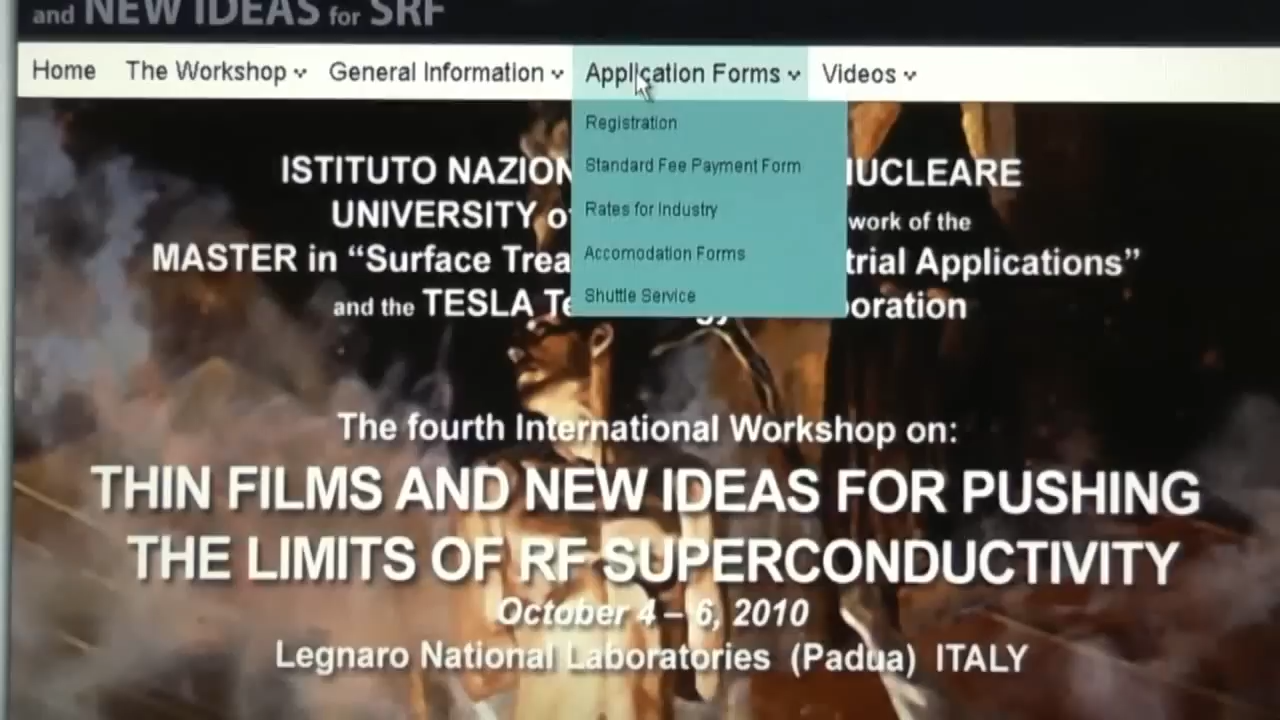 and NEW IDEAS for SRF
Home The Workshop General Information Application Forms Videos
Registration
Standard Fee Payment Form
Rates for Industry
Accomodation Forms
Shuttle Service
ISTITUTO NAZION NUCLEARE
UNIVERSITY of work of the
MASTER in “Surface Trea trial Applications”
and the TESLA Te oration
The fourth International Workshop on:
THIN FILMS AND NEW IDEAS FOR PUSHING
THE LIMITS OF RF SUPERCONDUCTIVITY
October 4 – 6, 2010
Legnaro National Laboratories (Padua) ITALY